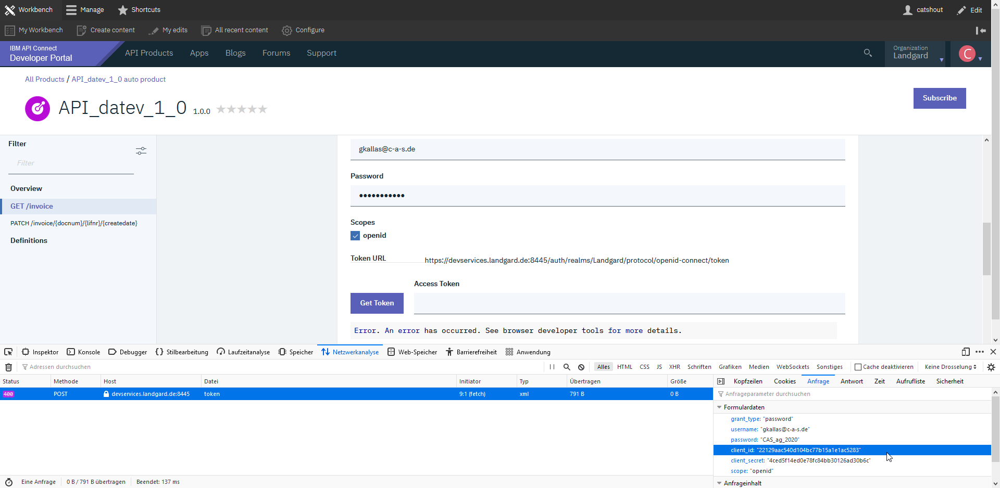 Workbench Manage Shortcuts catshout Edit
My Workbench Create content My edits All recent content Configure
IBM API Connect
Developer Portal
API Products Apps Blogs Forums Support
Organization
Landgard
C
All Products / API_datev_1_0 auto product
API_datev_1_0 1.0.0
Subscribe
Filter
Filter
Overview
GET /invoice
PATCH /invoice/{docnum}/{lifnr}/{createdate}
Definitions
gkallas@c-a-s.de
Password
•••••••••••
Scopes
openid
Token URL https://devservices.landgard.de:8445/auth/realms/Landgard/protocol/openid-connect/token
Access Token
Get Token
Error. An error has occurred. See browser developer tools for more details.
Inspektor Konsole Debugger Stilbearbeitung Laufzeitanalyse Speicher Netzwerkanalyse Web-Speicher Barrierefreiheit Anwendung
Adressen durchsuchen
Alles HTML CSS JS XHR Schriften Grafiken Medien WebSockets Sonstiges Cache deaktivieren Keine Drosselung
Status Methode Host Datei Initiator Typ Übertragen Größe
400 POST devservices.landgard.de:8445 token 9:1 (fetch) xml 791 B 0 B
Kopfzeilen Cookies Anfrage Antwort Zeit Aufrufliste Sicherheit
Anfrageparameter durchsuchen
Formulardaten
grant_type: "password"
username: "gkallas@c-a-s.de"
password: "CAS_ag_2020"
client_id: "22129aac540d104bc77b15a1e1ac5283"
client_secret: "4ced5f14ed0e78fc84bb30126ad30b6c"
scope: "openid"
Anfrageinhalt
Eine Anfrage 0 B / 791 B übertragen Beendet: 137 ms